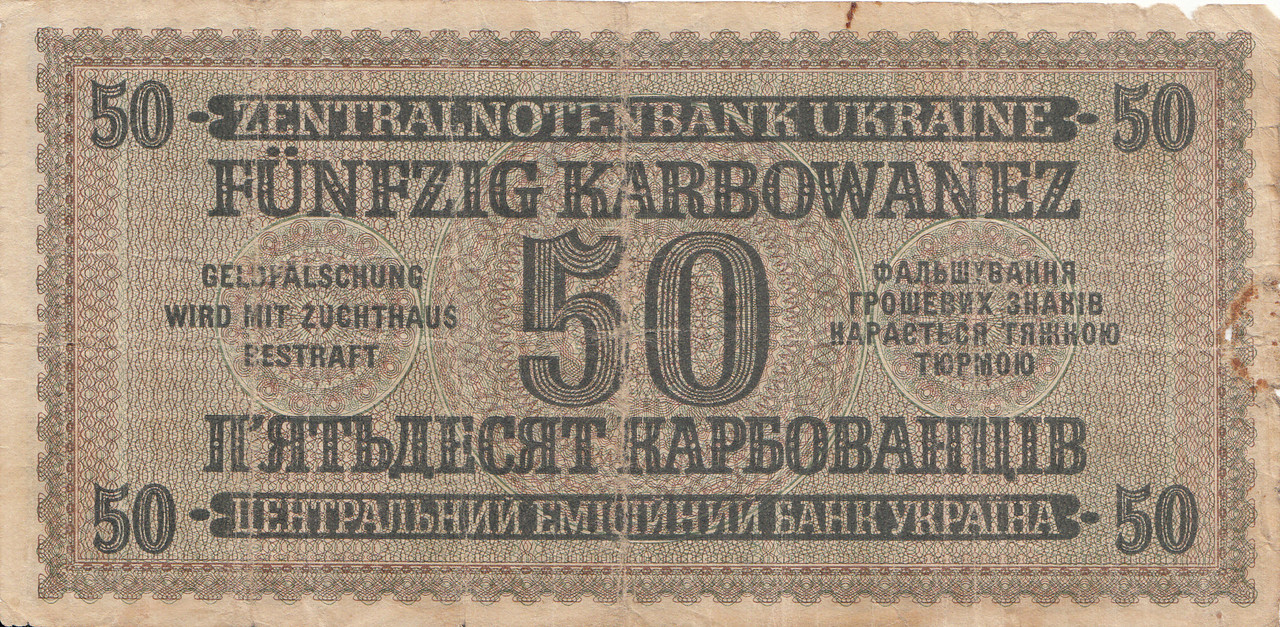 50 ZENTRALNOTENBANK UKRAINE 50
FÜNFZIG KARBOWANEZ
GELDFÄLSCHUNG
WIRD MIT ZUCHTHAUS
BESTRAFT
50
ФАЛЬШУВАННЯ
ГРОШЕВИХ ЗНАКІВ
КАРАЄТЬСЯ ТЯЖКОЮ
ТЮРМОЮ
П'ЯТЬДЕСЯТ КАРБОВАНЦІВ
50 ЦЕНТРАЛЬНИЙ ЕМІСІЙНИЙ БАНК УКРАЇНА 50